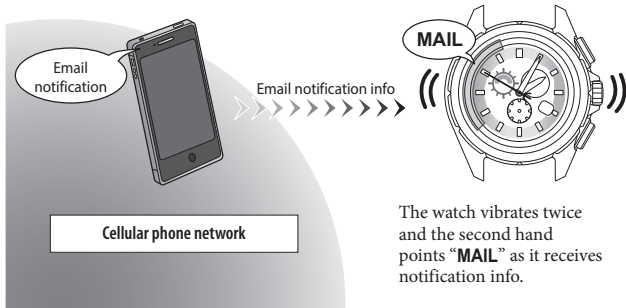 Email
notification
Email notification info
MAIL
Cellular phone network
The watch vibrates twice
and the second hand
points “MAIL” as it receives
notification info.